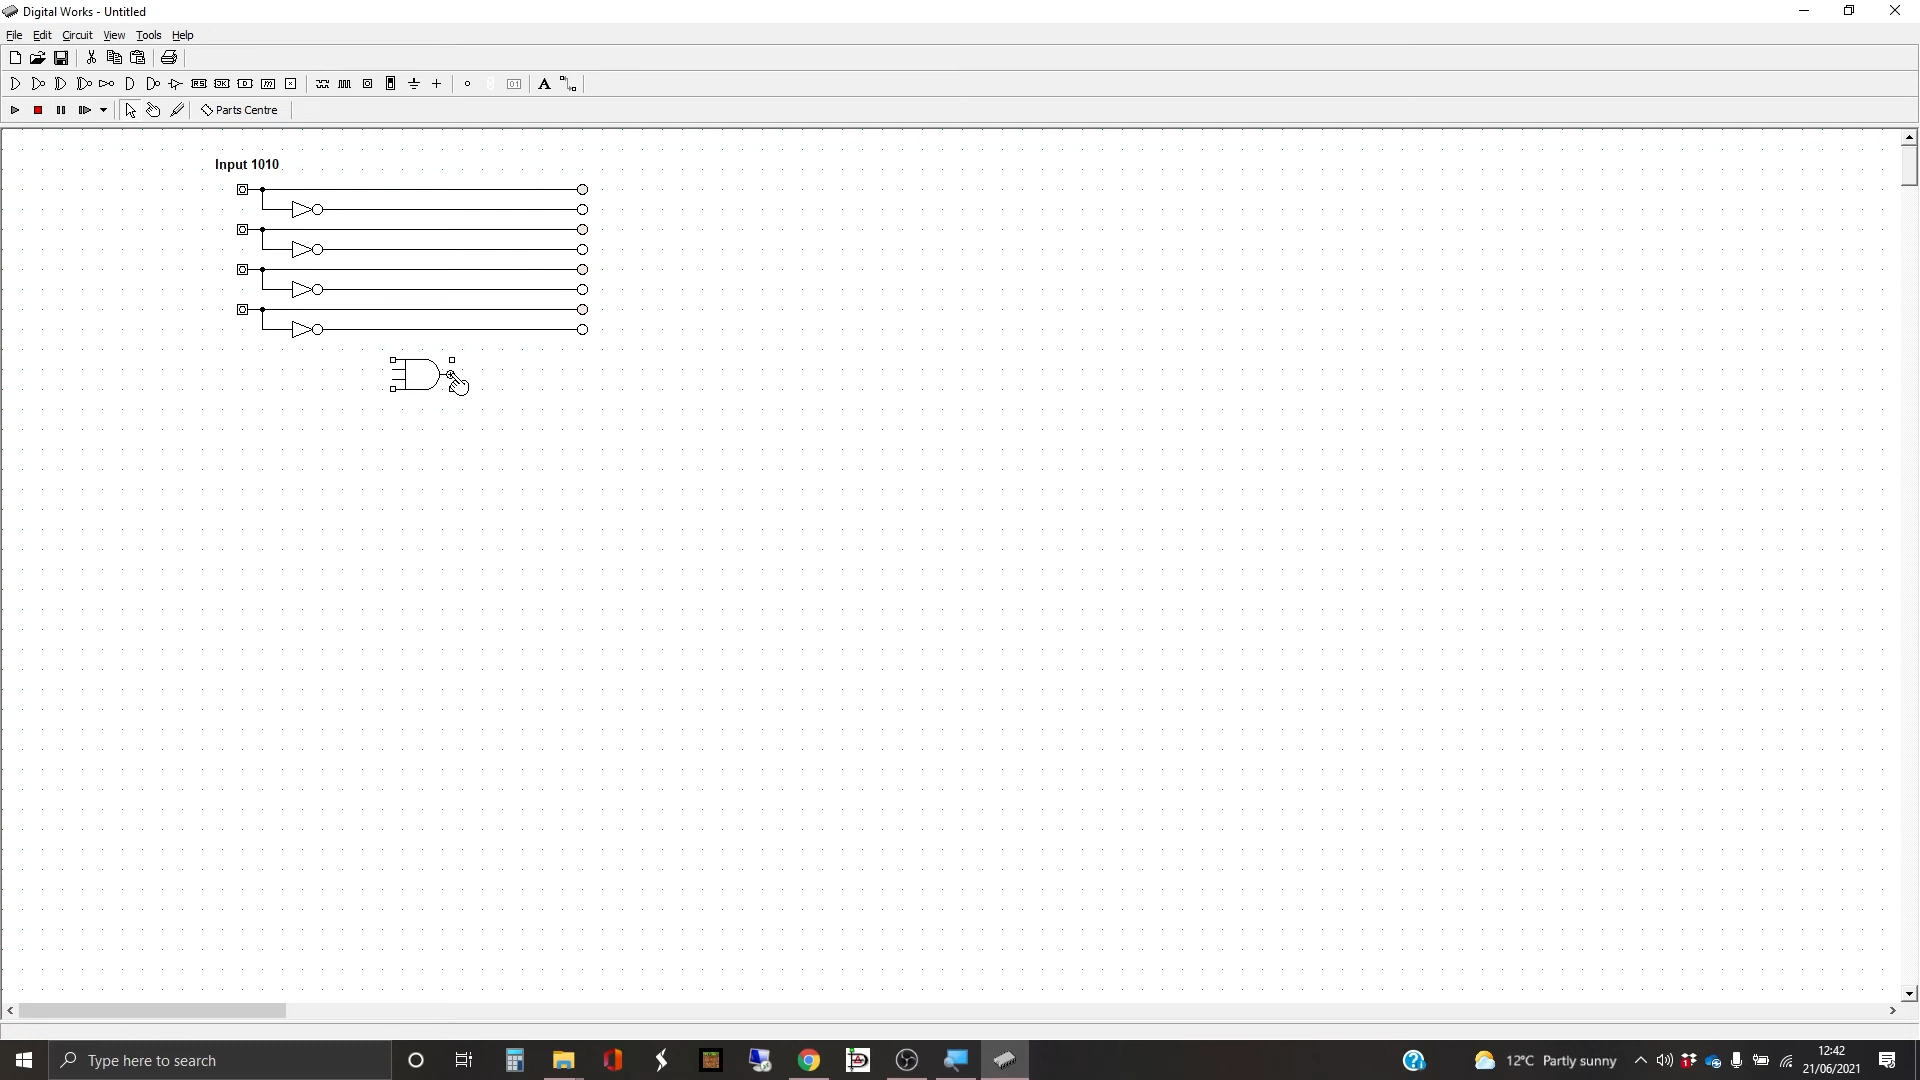 Digital Works - Untitled
File Edit Circuit View Tools Help
A
Parts Centre
Input 1010
Type here to search
12°C Partly sunny
12:42
21/06/2021